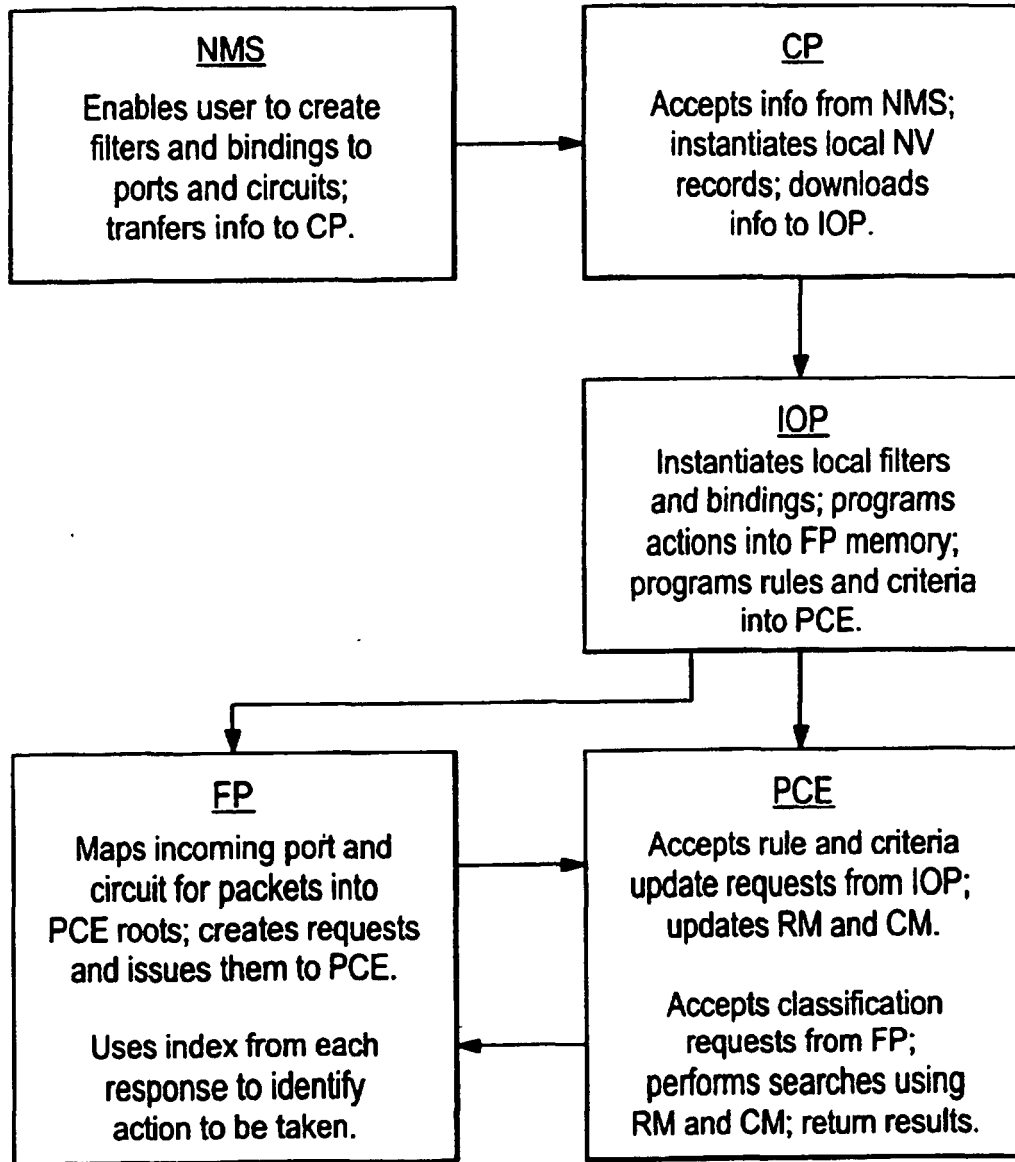 NMS
Enables user to create
filters and bindings to
ports and circuits;
tranfers info to CP.
CP
Accepts info from NMS;
instantiates local NV
records; downloads
info to IOP.
IOP
Instantiates local filters
and bindings; programs
actions into FP memory;
programs rules and criteria
into PCE.
FP
Maps incoming port and
circuit for packets into
PCE roots; creates requests
and issues them to PCE.
Uses index from each
response to identify
action to be taken.
PCE
Accepts rule and criteria
update requests from IOP;
updates RM and CM.
Accepts classification
requests from FP;
performs searches using
RM and CM; return results.